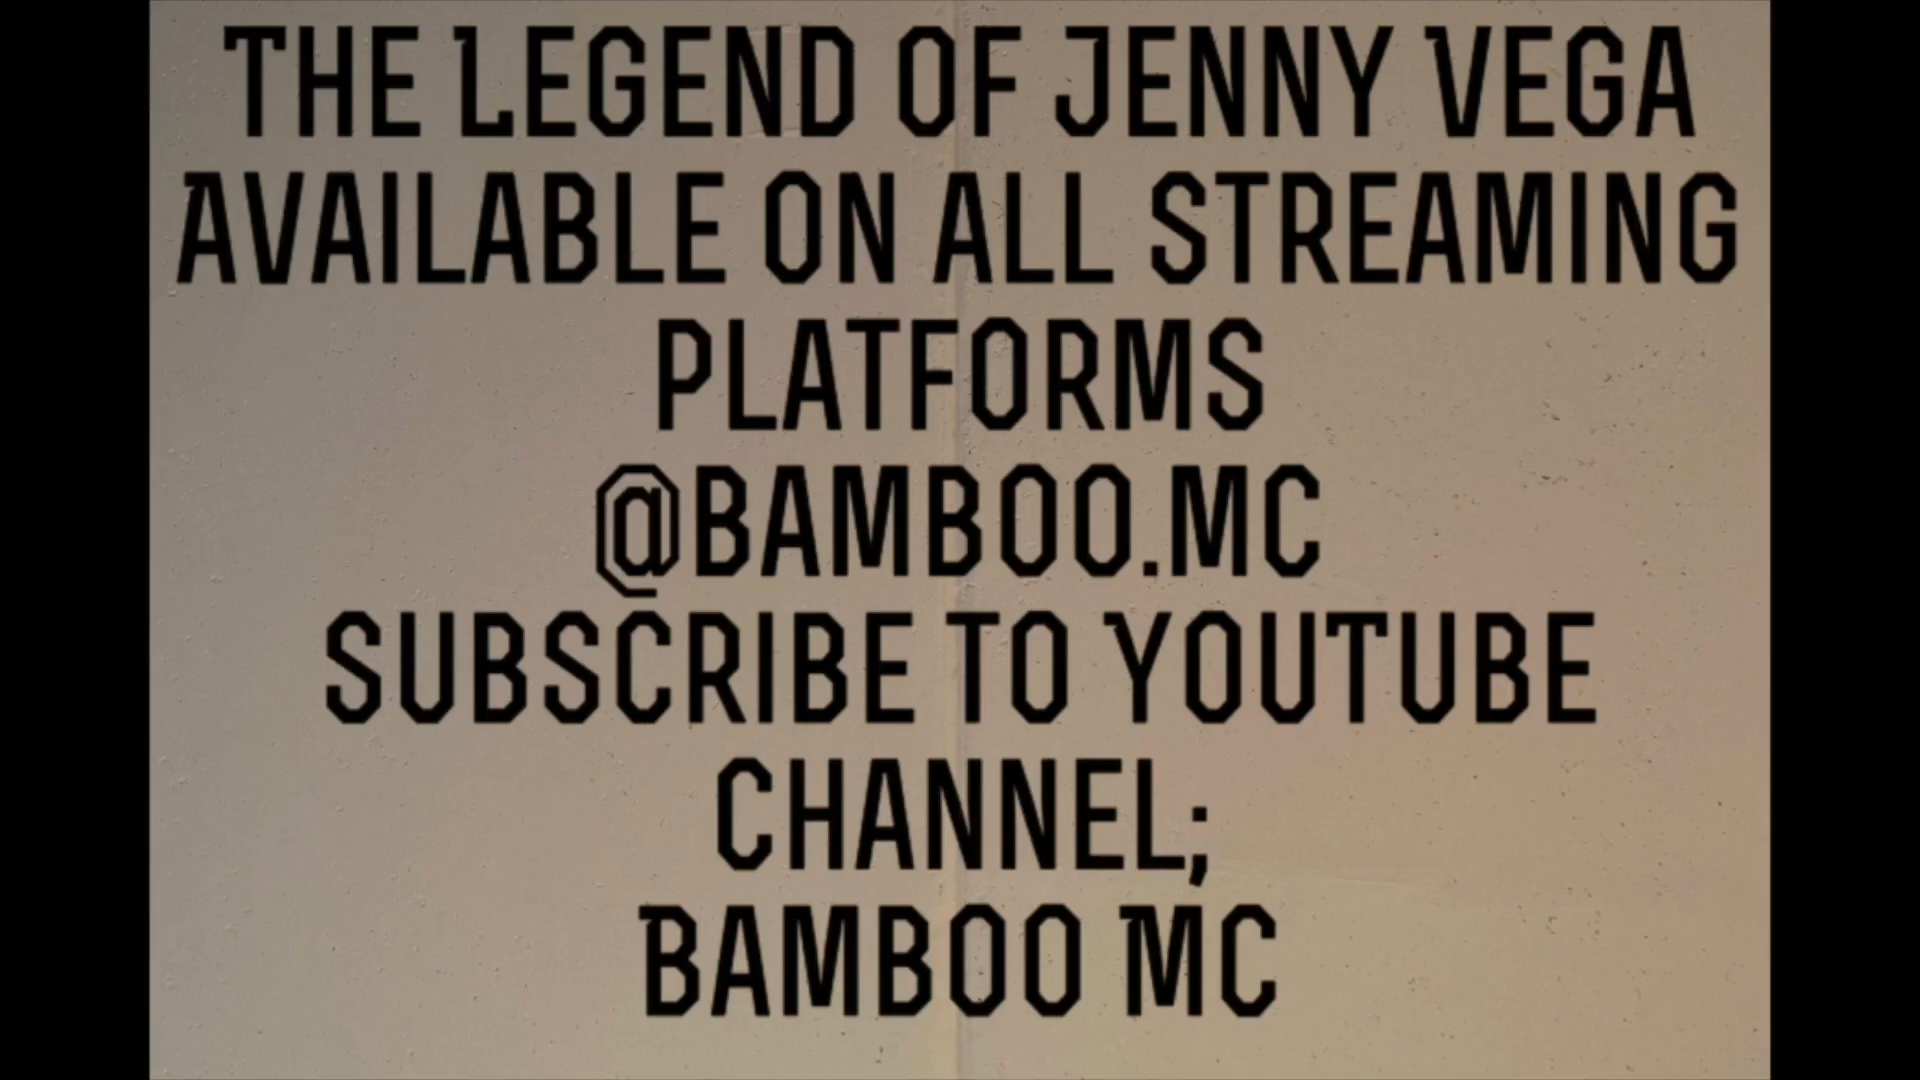 THE LEGEND OF JENNY VEGA
AVAILABLE ON ALL STREAMING
PLATFORMS
@BAMBOO.MC
SUBSCRIBE TO YOUTUBE
CHANNEL;
BAMBOO MC